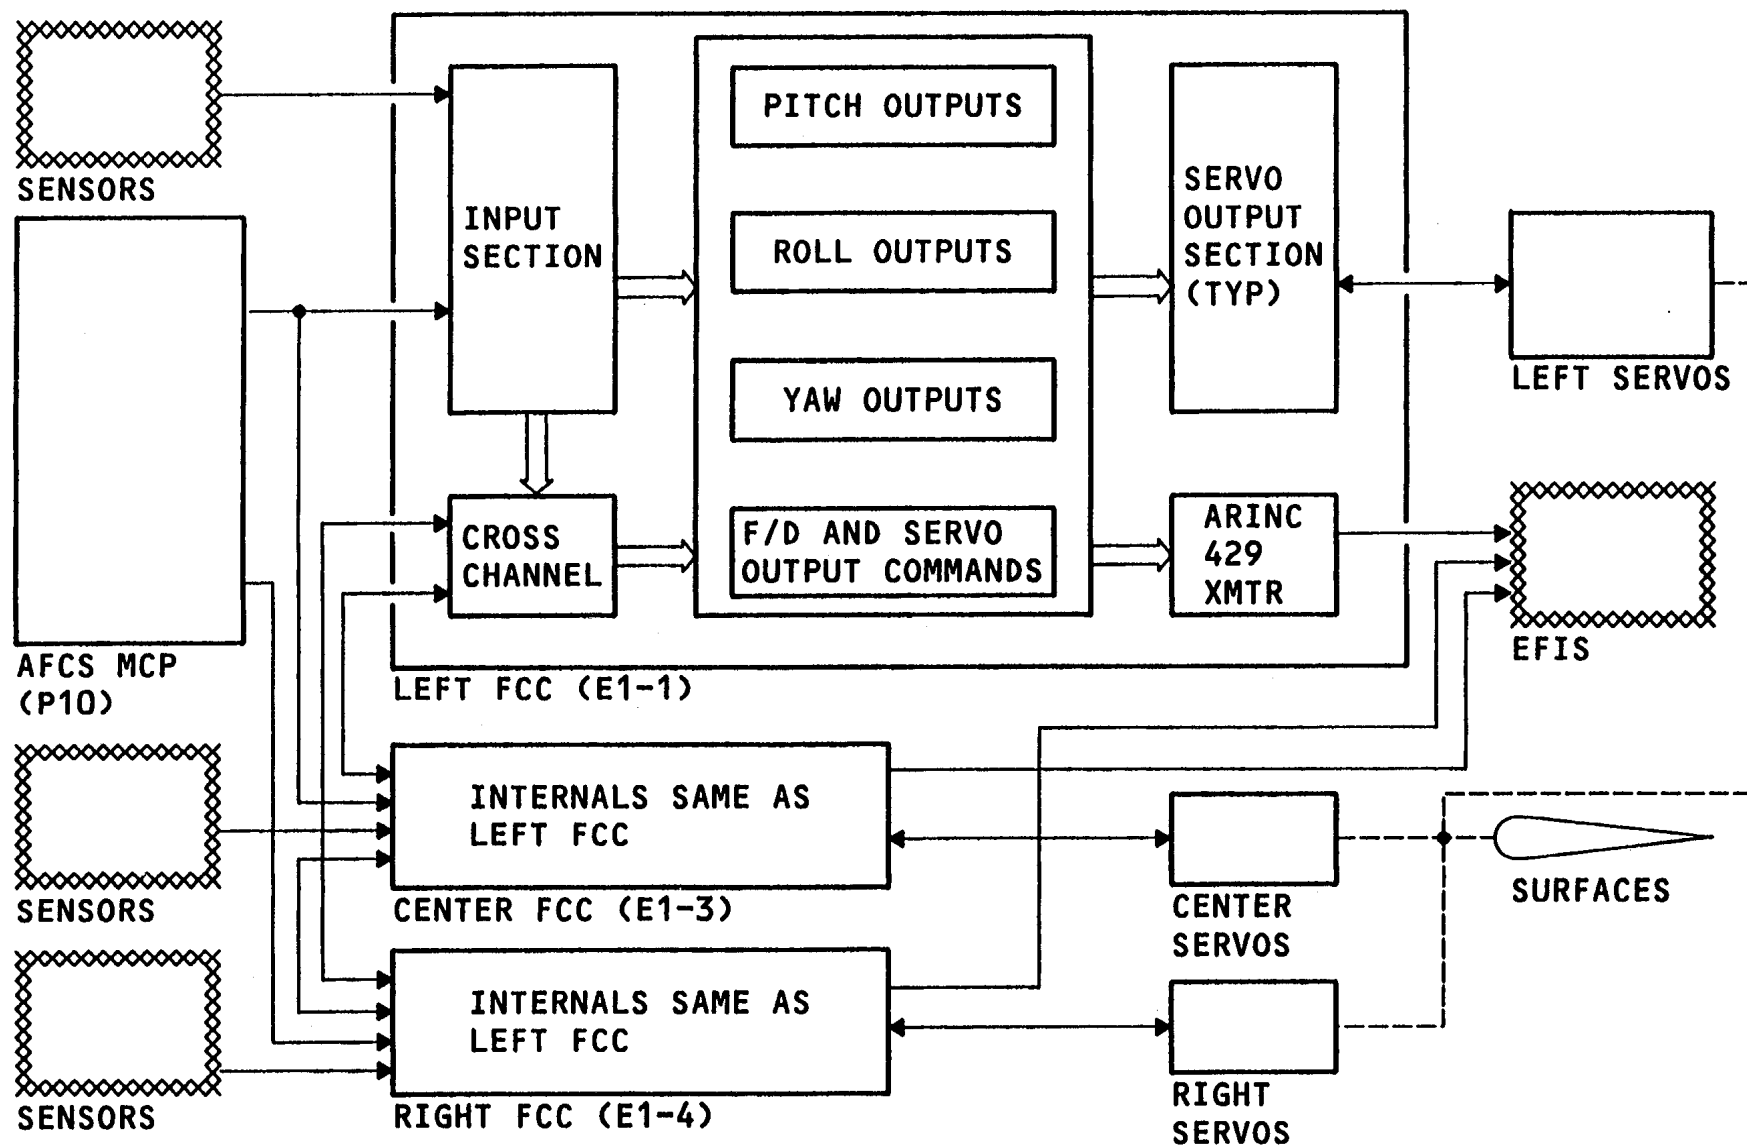 SENSORS
AFCS MCP
(P10)
INPUT
SECTION
CROSS
CHANNEL
PITCH OUTPUTS
ROLL OUTPUTS
YAW OUTPUTS
F/D AND SERVO
OUTPUT COMMANDS
SERVO
OUTPUT
SECTION
(TYP)
ARINC
429
XMTR
LEFT FCC (E1-1)
LEFT SERVOS
EFIS
SENSORS
INTERNALS SAME AS
LEFT FCC
CENTER FCC (E1-3)
CENTER
SERVOS
SURFACES
SENSORS
INTERNALS SAME AS
LEFT FCC
RIGHT FCC (E1-4)
RIGHT
SERVOS